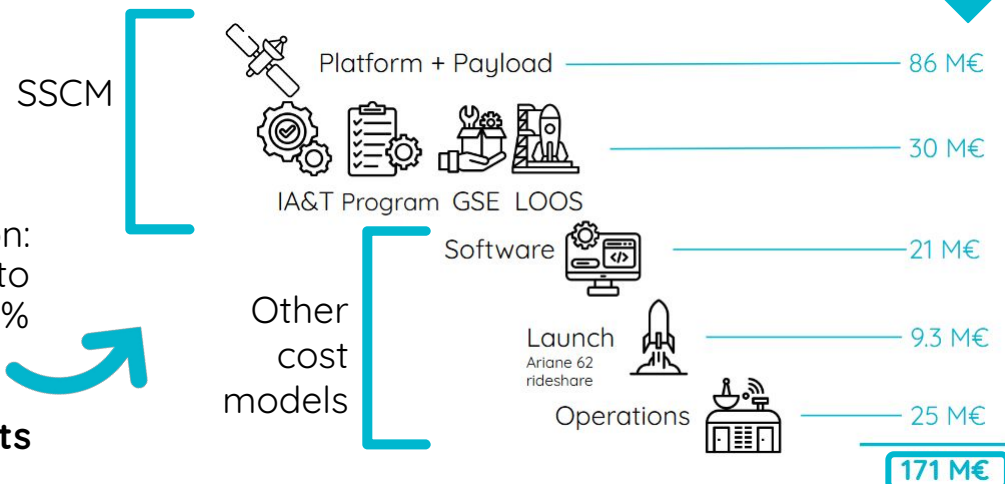 SSCM
Platform + Payload
86 M€
30 M€
IA&T Program GSE LOOS
on:
to
%
ts
Other
cost
models
Software
</>
21 M€
Launch
Ariane 62
rideshare
9.3 M€
Operations
25 M€
171 M€